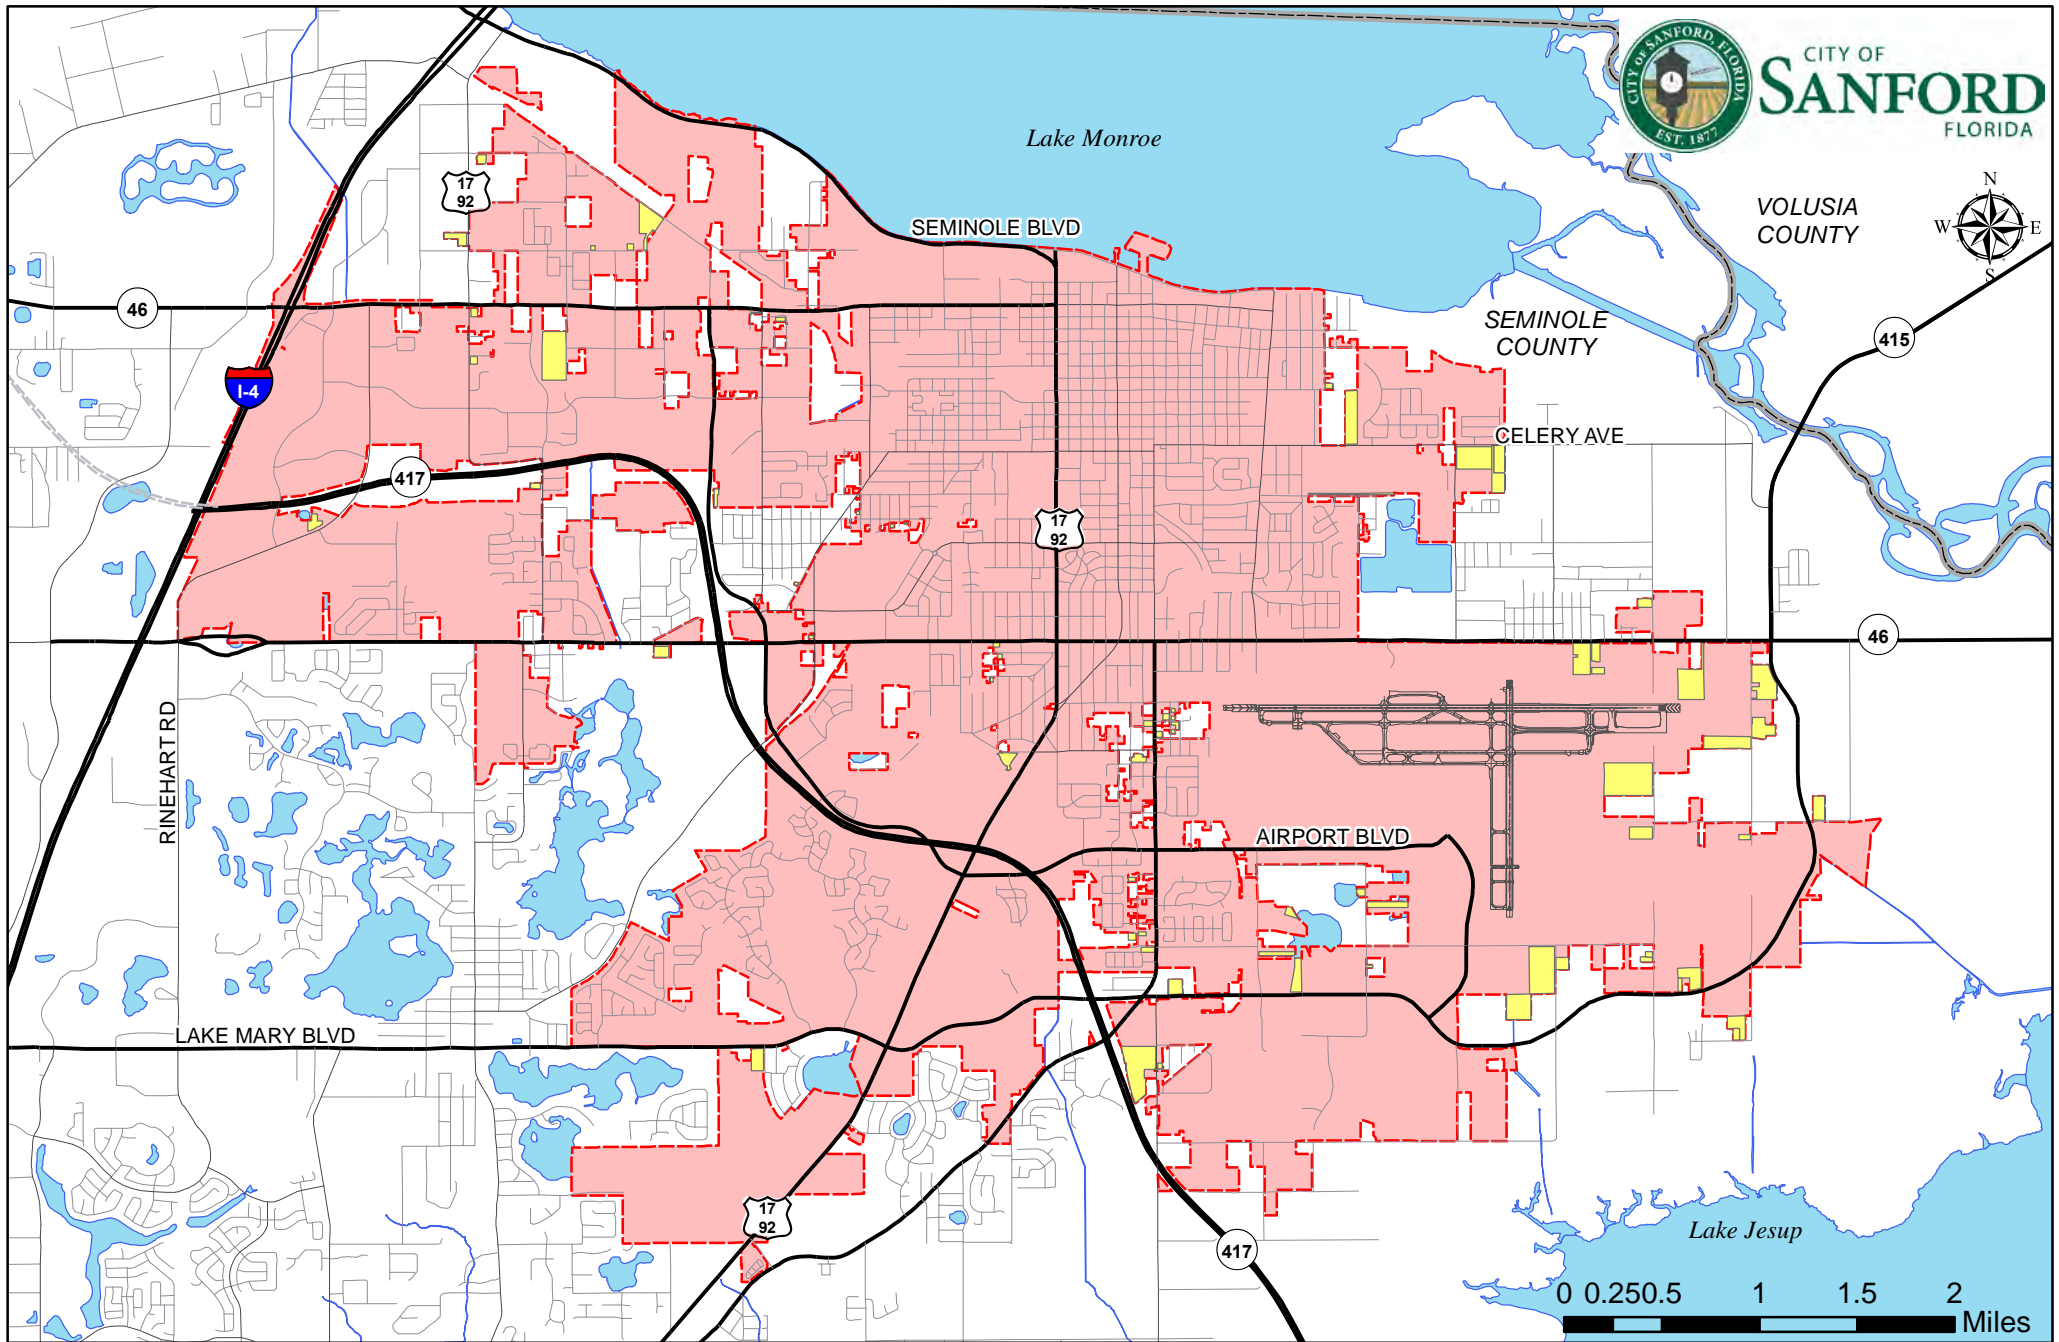 CITY OF SANFORD, FLORIDA
EST. 1877
CITY OF
SANFORD
FLORIDA
Lake Monroe
17
92
SEMINOLE BLVD
VOLUSIA
COUNTY
N
W
E
S
46
SEMINOLE
COUNTY
415
I-4
CELERY AVE
417
17
92
46
RINEHART RD
AIRPORT BLVD
LAKE MARY BLVD
17
92
417
Lake Jesup
0 0.25 0.5 1 1.5 2
Miles